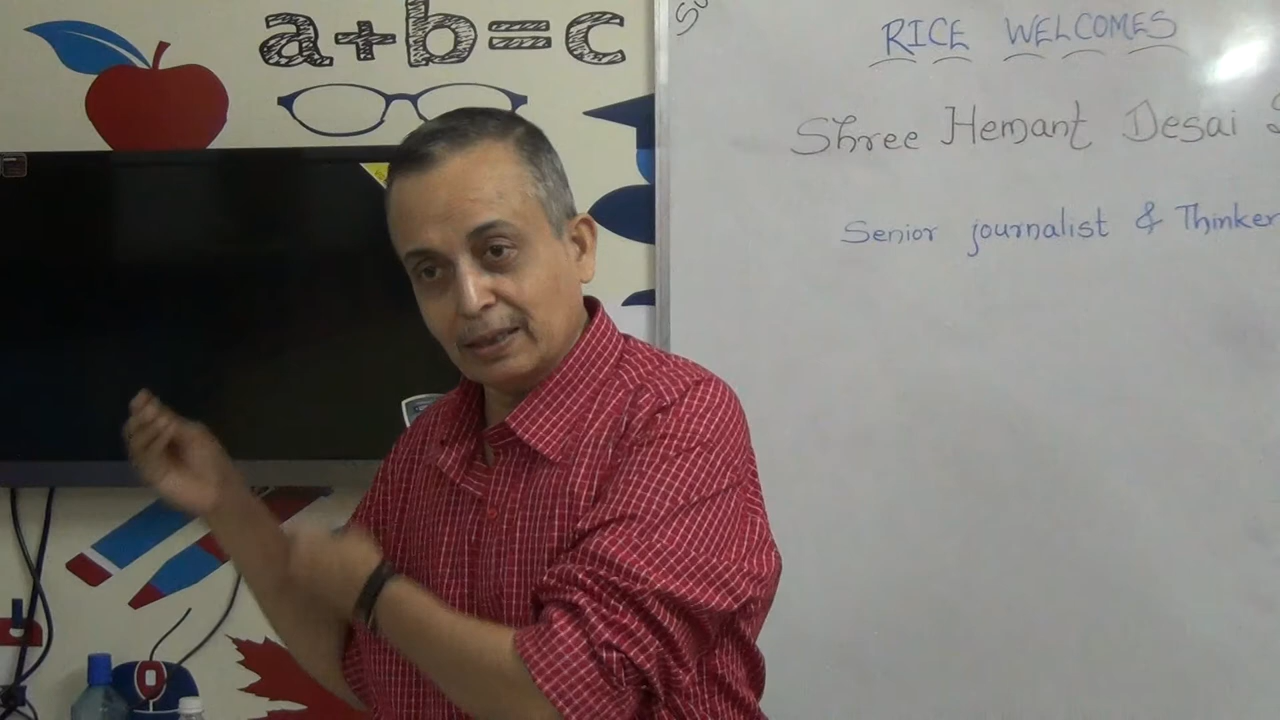 a+b=c
RICE WELCOMES
Shree Hemant Desai
Senior journalist & Thinker